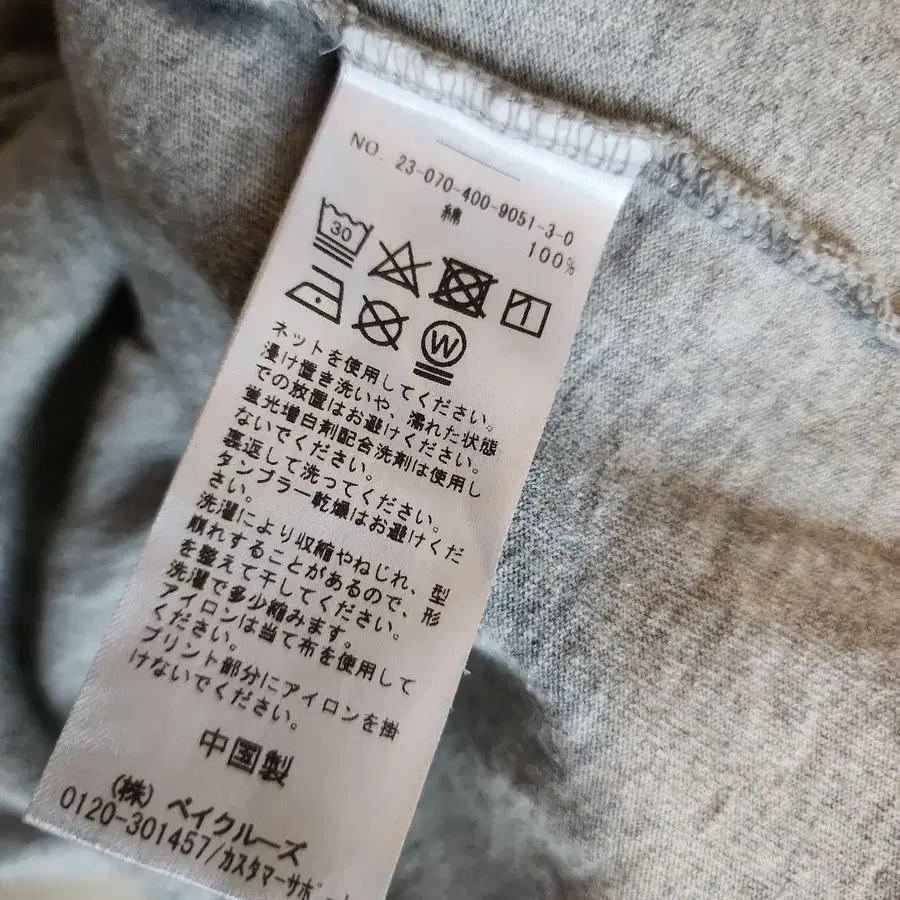 NO. 23-070-400-9051-3-0
綿 100%
30
W
ネットを使用してください。
浸け置き洗いや、濡れた状態
での放置はお避けください。
蛍光増白剤配合洗剤は使用し
ないでください。
裏返して洗ってください。
タンブラー乾燥はお避けくだ
さい。
洗濯により収縮やねじれ、型
崩れすることがあるので、形
を整えて干してください。
洗濯で多少縮みます。
アイロンは当て布を使用して
ください。
プリント部分にアイロンを掛
けないでください。
中国製
(株) ベイクルーズ
0120-301457/カスタマーサポート